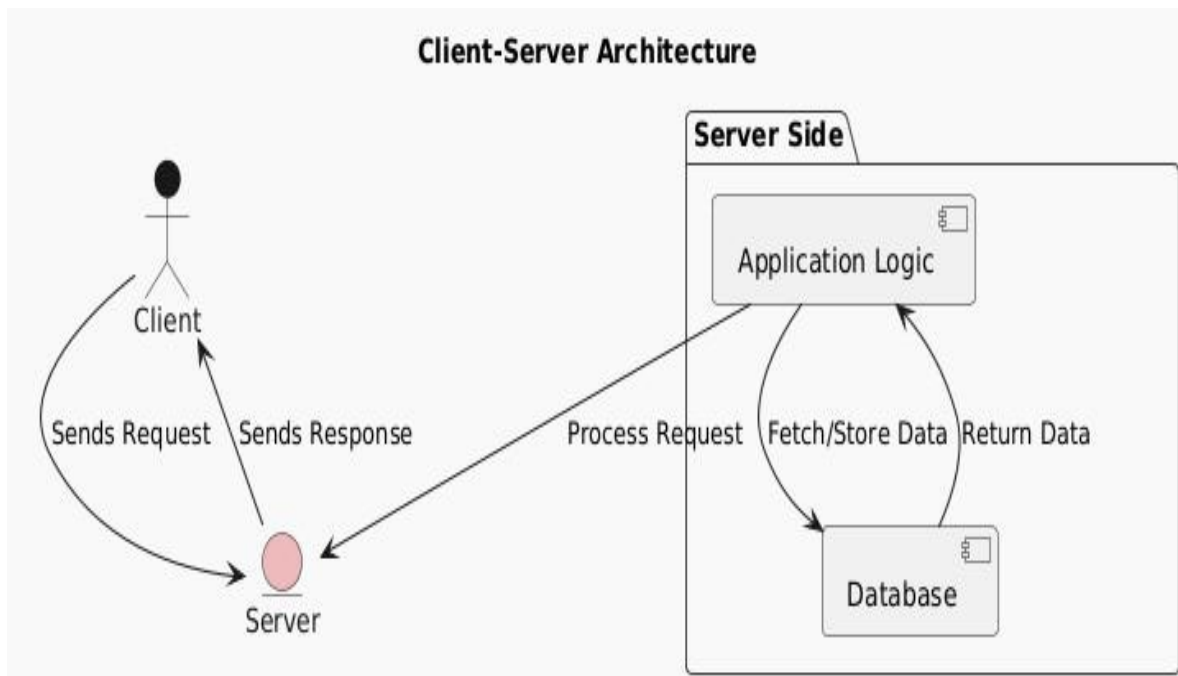 Client-Server Architecture
Server Side
Application Logic
Client
Sends Request
Sends Response
Process Request
Fetch/Store Data
Return Data
Database
Server